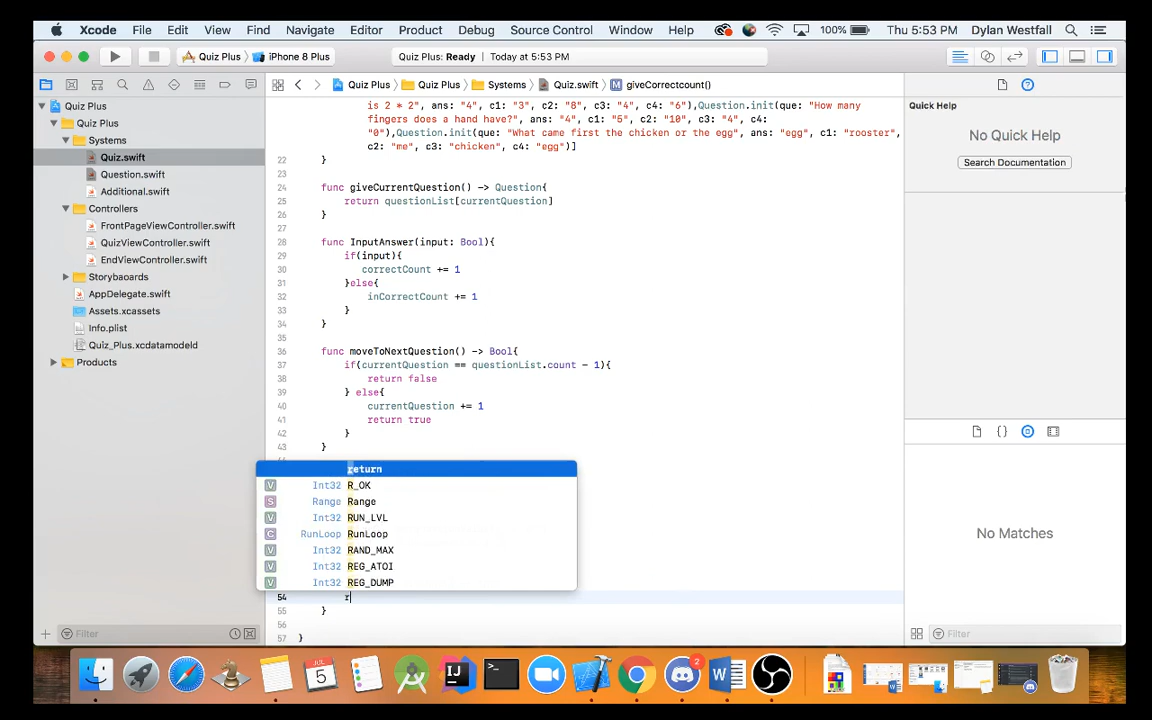 Xcode File Edit View Find Navigate Editor Product Debug Source Control Window Help 100% Thu 5:53 PM Dylan Westfall
Quiz Plus iPhone 8 Plus Quiz Plus: Ready Today at 5:53 PM
Quiz Plus Quiz Plus Systems Quiz.swift M giveCorrectcount()
Quiz Plus
Quiz Plus
Systems
Quiz.swift
Question.swift
Additional.swift
Controllers
FrontPageViewController.swift
QuizViewController.swift
EndViewController.swift
Storybaoards
AppDelegate.swift
Assets.xcassets
Info.plist
Quiz_Plus.xcdatamodeld
Products
Filter
is 2 * 2", ans: "4", c1: "3", c2: "8", c3: "4", c4: "6"),Question.init(que: "How many
fingers does a hand have?", ans: "4", c1: "5", c2: "10", c3: "4", c4:
"0"),Question.init(que: "What came first the chicken or the egg", ans: "egg", c1: "rooster",
c2: "me", c3: "chicken", c4: "egg")]
22 }
23
24 func giveCurrentQuestion() -> Question{
25 return questionList[currentQuestion]
26 }
27
28 func InputAnswer(input: Bool){
29 if(input){
30 correctCount += 1
31 }else{
32 inCorrectCount += 1
33 }
34 }
35
36 func moveToNextQuestion() -> Bool{
37 if(currentQuestion == questionList.count - 1){
38 return false
39 } else{
40 currentQuestion += 1
41 return true
42 }
43 }
return
V Int32 R_OK
S Range Range
V Int32 RUN_LVL
C RunLoop RunLoop
V Int32 RAND_MAX
V Int32 REG_ATOI
V Int32 REG_DUMP
54 r
55 }
56
57 }
Quick Help
No Quick Help
Search Documentation
{ }
No Matches
Filter
JUL
5
IJ
2
W